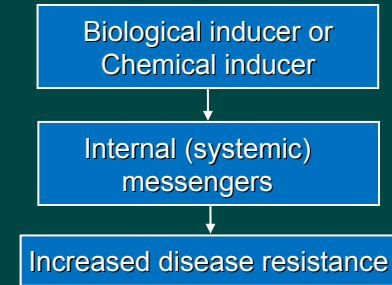 Biological inducer or
Chemical inducer
Internal (systemic)
messengers
Increased disease resistance